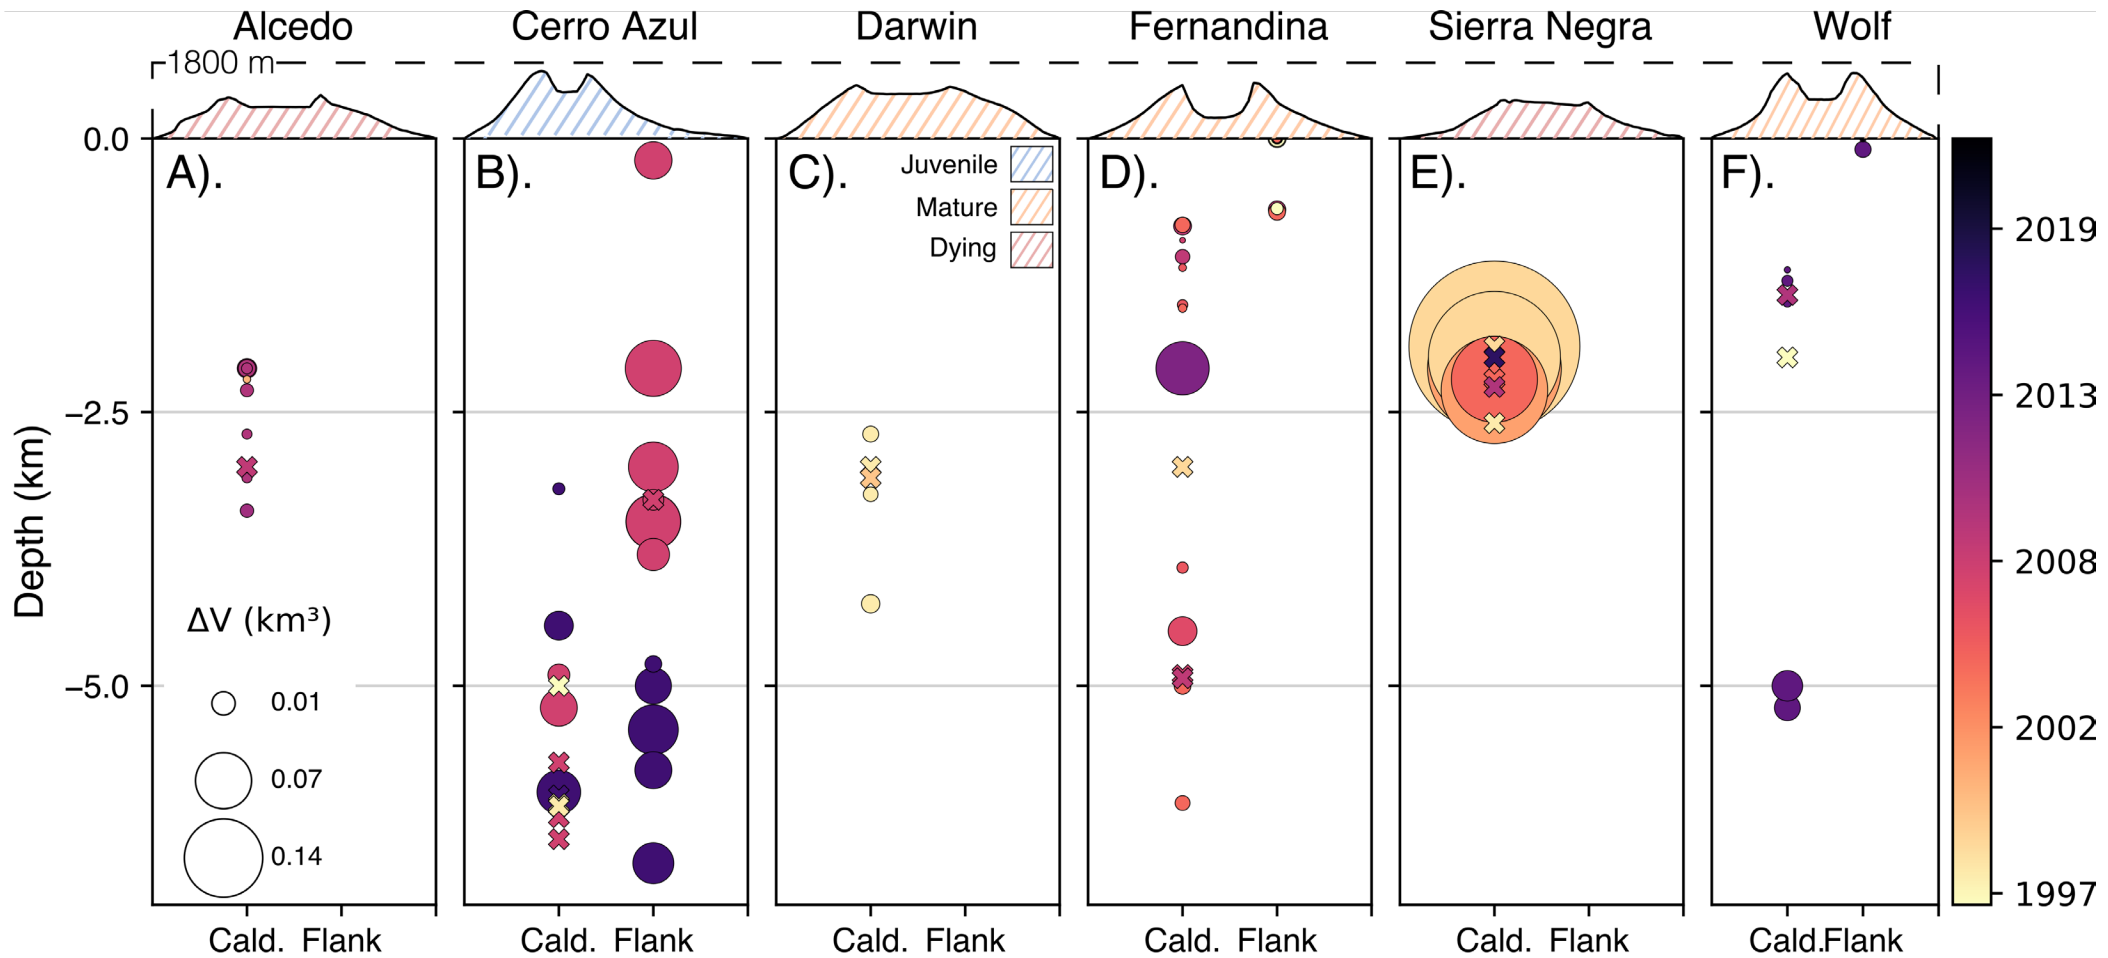 Alcedo Cerro Azul Darwin Fernandina Sierra Negra Wolf
1800 m
0.0
A). B). C). D). E). F).
Juvenile
Mature
Dying
2019
2013
−2.5
Depth (km)
2008
ΔV (km³)
−5.0
0.01
2002
0.07
0.14
1997
Cald. Flank Cald. Flank Cald. Flank Cald. Flank Cald. Flank Cald. Flank